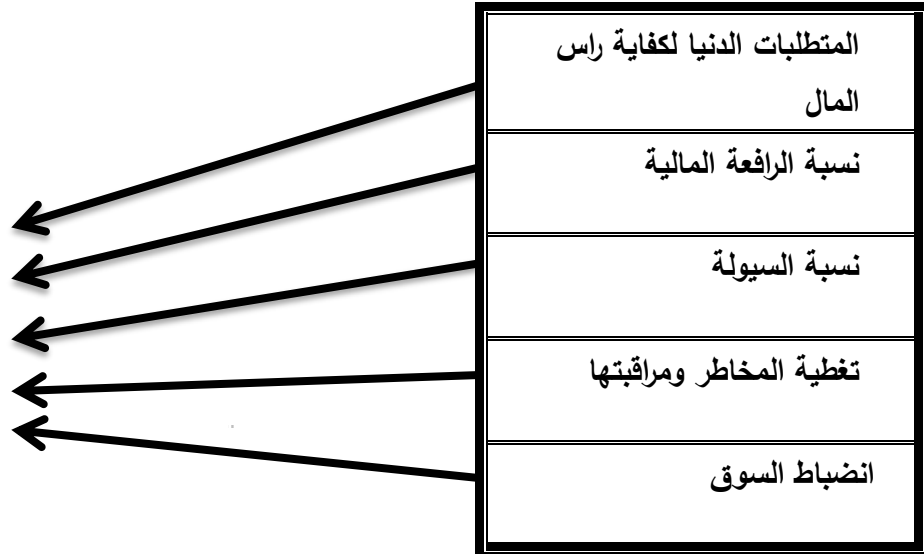 المتطلبات الدنيا لكفاية راس
المال
نسبة الرافعة المالية
نسبة السيولة
تغطية المخاطر ومراقبتها
انضباط السوق